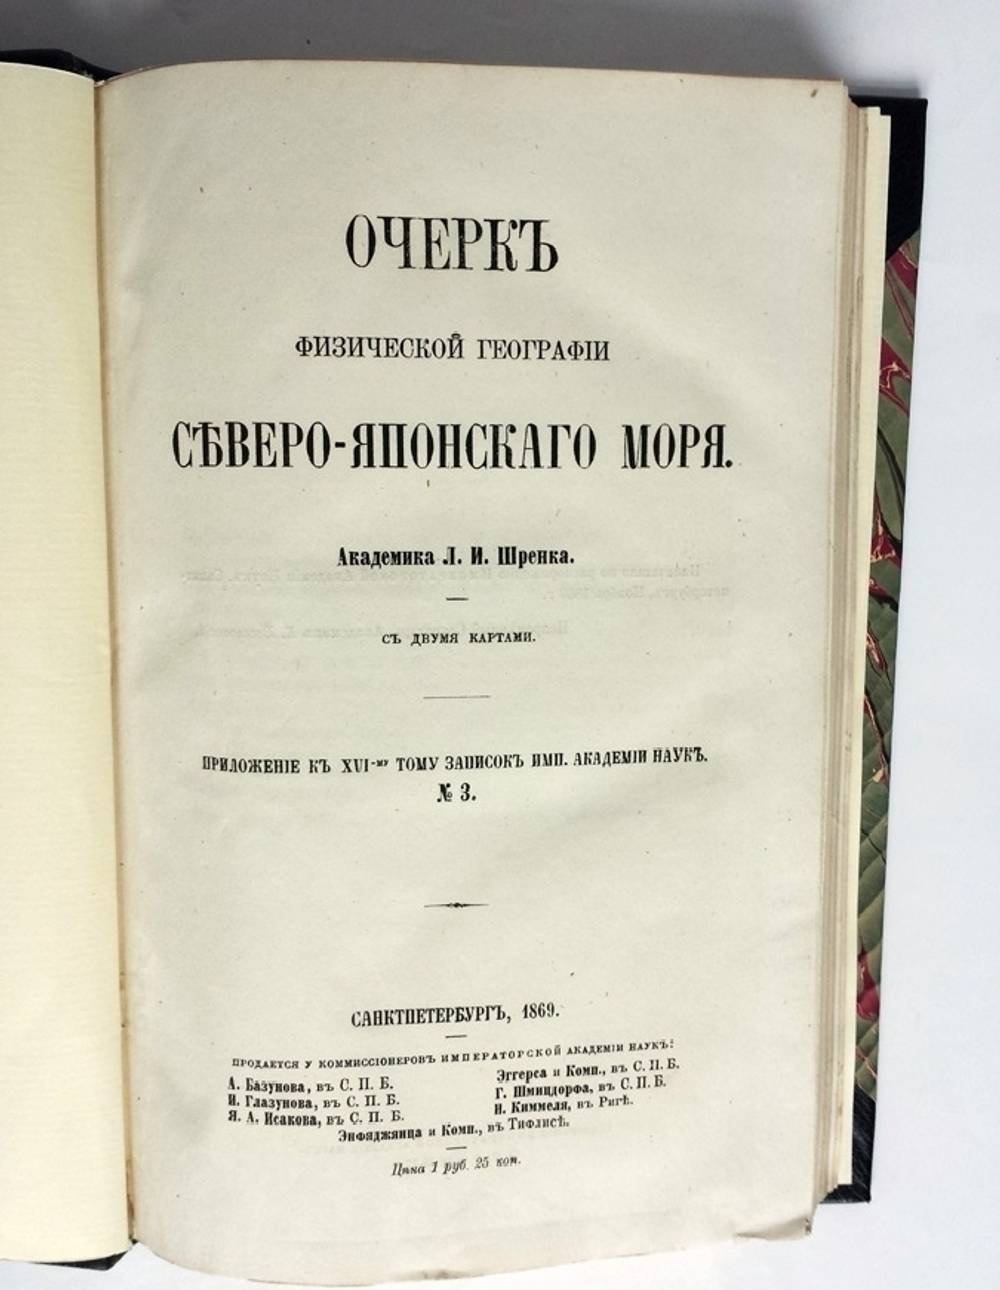 ОЧЕРКЪ
ФИЗИЧЕСКОЙ ГЕОГРАФІИ
СѢВЕРО-ЯПОНСКАГО МОРЯ.
Академика Л. И. Шренка.
СЪ ДВУМЯ КАРТАМИ.
ПРИЛОЖЕНІЕ КЪ XVI-МУ ТОМУ ЗАПИСОКЪ ИМП. АКАДЕМІИ НАУКЪ.
№ 3.
САНКТПЕТЕРБУРГЪ, 1869.
ПРОДАЕТСЯ У КОММИССІОНЕРОВЪ ИМПЕРАТОРСКОЙ АКАДЕМІИ НАУКЪ:
А. Базунова, въ С. П. Б.
И. Глазунова, въ С. П. Б.
Я. А. Исакова, въ С. П. Б.
Эггерса и Комп., въ С. П. Б.
Г. Шмицдорфа, въ С. П. Б.
Н. Киммеля, въ Ригѣ.
Энфяджянца и Комп., въ Тифлисѣ.
Цѣна 1 руб. 25 коп.